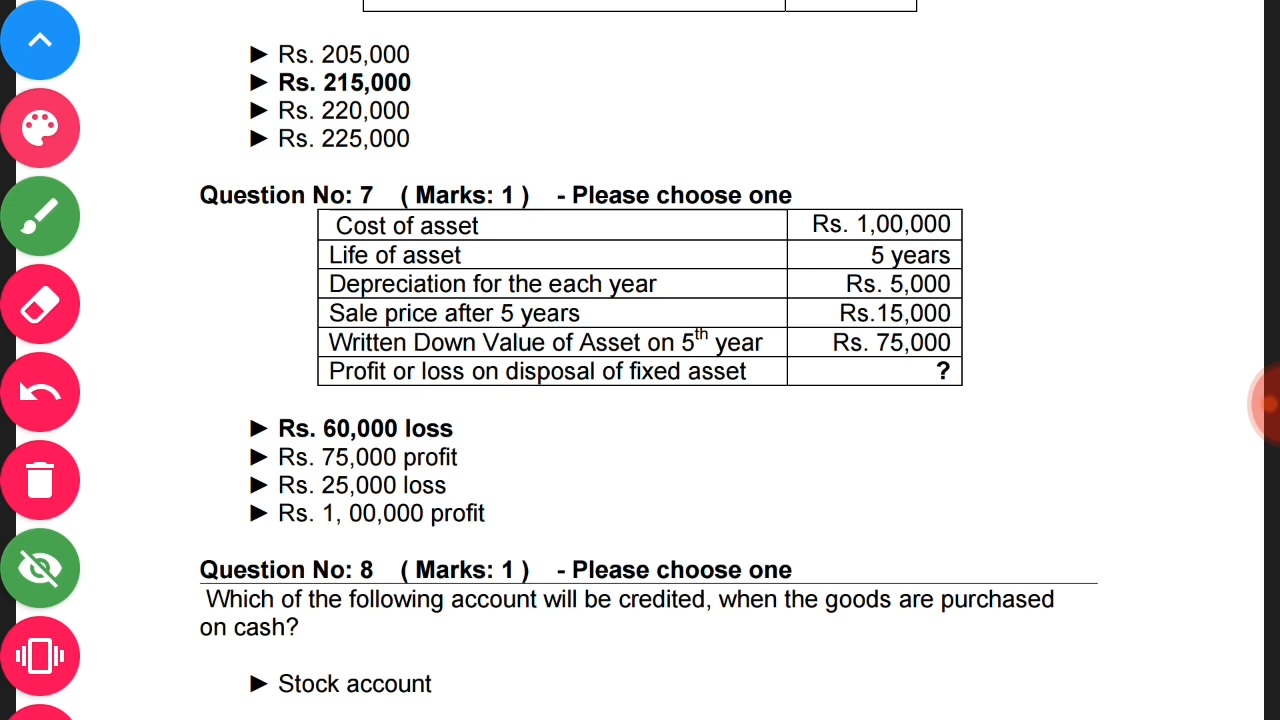 ► Rs. 205,000
► Rs. 215,000
► Rs. 220,000
► Rs. 225,000
Question No: 7 ( Marks: 1 ) - Please choose one
Cost of asset Rs. 1,00,000
Life of asset 5 years
Depreciation for the each year Rs. 5,000
Sale price after 5 years Rs.15,000
Written Down Value of Asset on 5th year Rs. 75,000
Profit or loss on disposal of fixed asset ?
► Rs. 60,000 loss
► Rs. 75,000 profit
► Rs. 25,000 loss
► Rs. 1, 00,000 profit
Question No: 8 ( Marks: 1 ) - Please choose one
Which of the following account will be credited, when the goods are purchased
on cash?
► Stock account